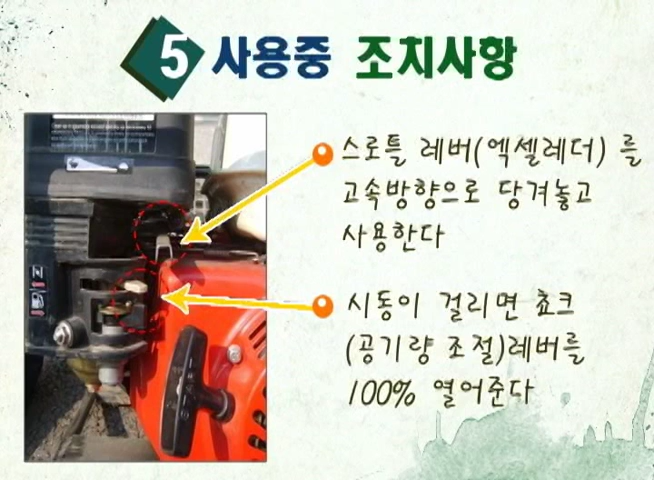 5 사용중 조치사항
스로틀 레버(엑셀레더) 를
고속방향으로 당겨놓고
사용한다
시동이 걸리면 쵸크
(공기량 조절)레버를
100% 열어준다